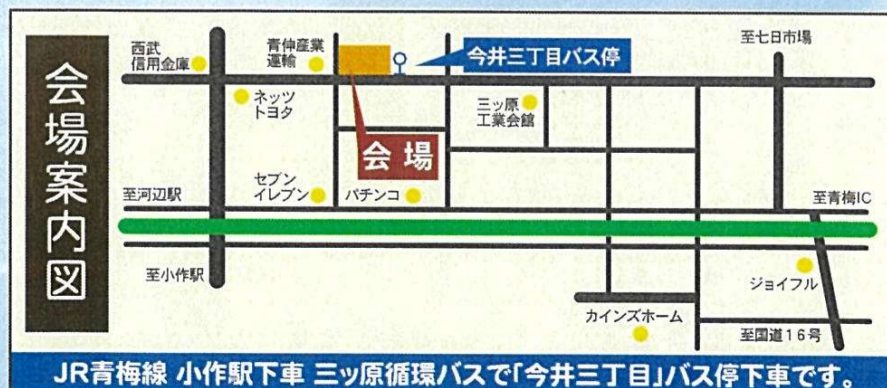 会場案内図
西武
信用金庫
青伸産業
運輸
今井三丁目バス停
至七日市場
ネッツ
トヨタ
三ッ原
工業会館
会場
セブン
イレブン
パチンコ
至河辺駅
至青梅IC
至小作駅
ジョイフル
カインズホーム
至国道16号
JR青梅線 小作駅下車 三ッ原循環バスで「今井三丁目」バス停下車です。